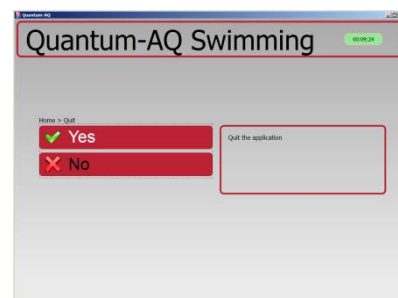 Quantum AQ
Quantum-AQ Swimming
00:09:24
Home > Quit
Yes
Quit the application
No